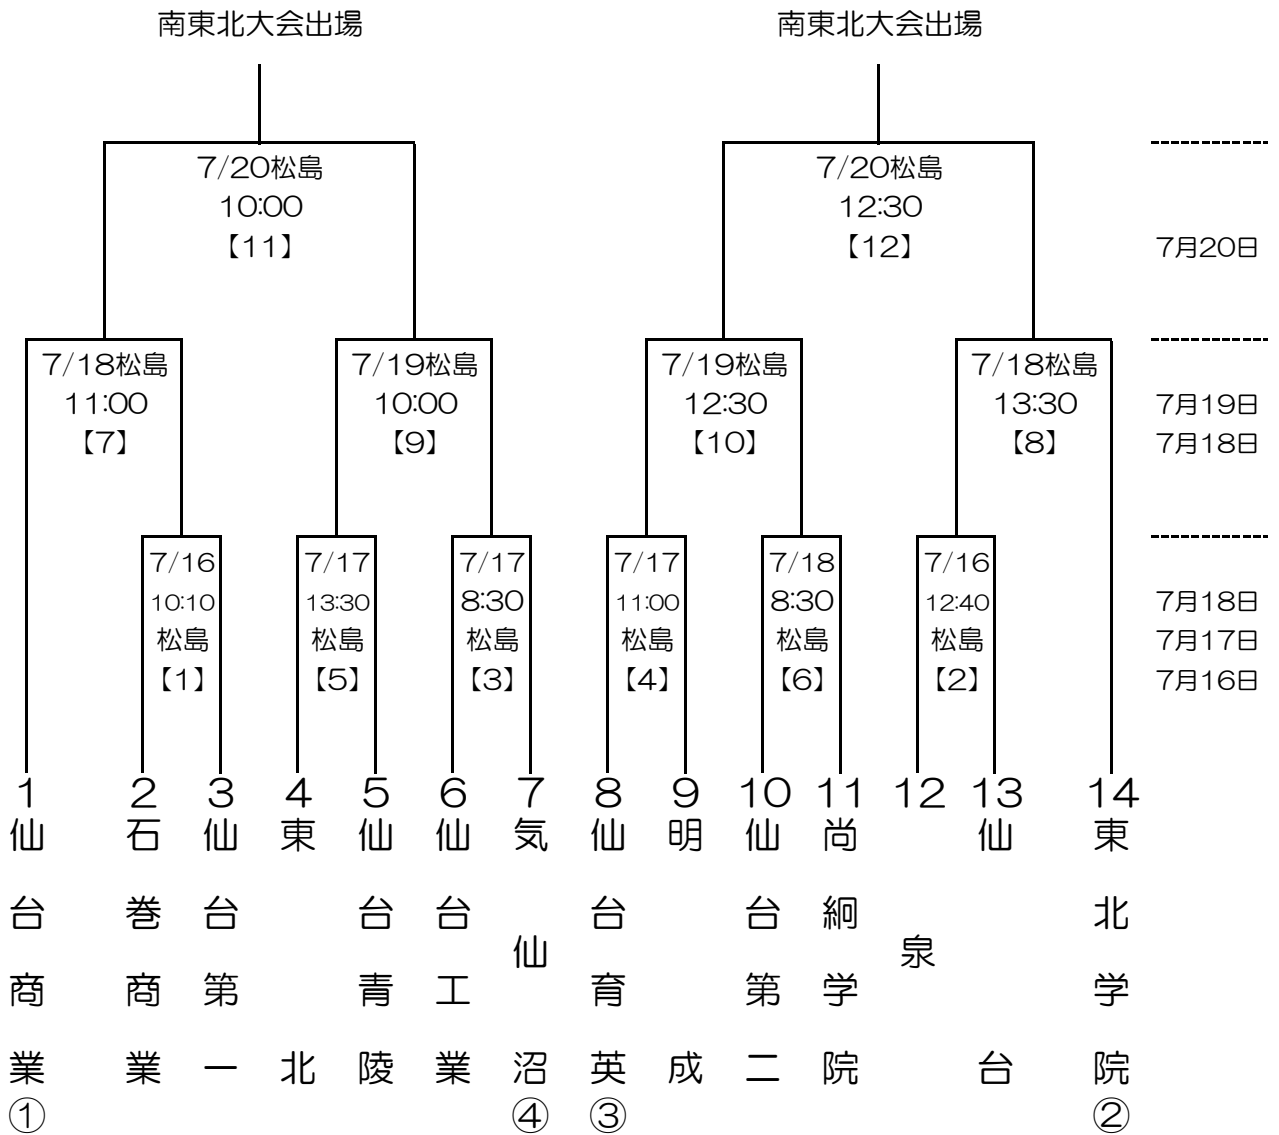 南東北大会出場
南東北大会出場
7/20松島
10:00
【11】
7/20松島
12:30
【12】
7月20日
7/18松島
11:00
【7】
7/19松島
10:00
【9】
7/19松島
12:30
【10】
7/18松島
13:30
【8】
7月19日
7月18日
7/16
10:10
松島
【1】
7/17
13:30
松島
【5】
7/17
8:30
松島
【3】
7/17
11:00
松島
【4】
7/18
8:30
松島
【6】
7/16
12:40
松島
【2】
7月18日
7月17日
7月16日
1
仙台商業
①
2
石巻商業
3
仙台第一
4
東北
5
仙台青陵
6
仙台工業
7
気仙沼
④
8
仙台育英
③
9
明成
10
仙台第二
11
尚絅学院
12
泉
13
仙台
14
東北学院
②